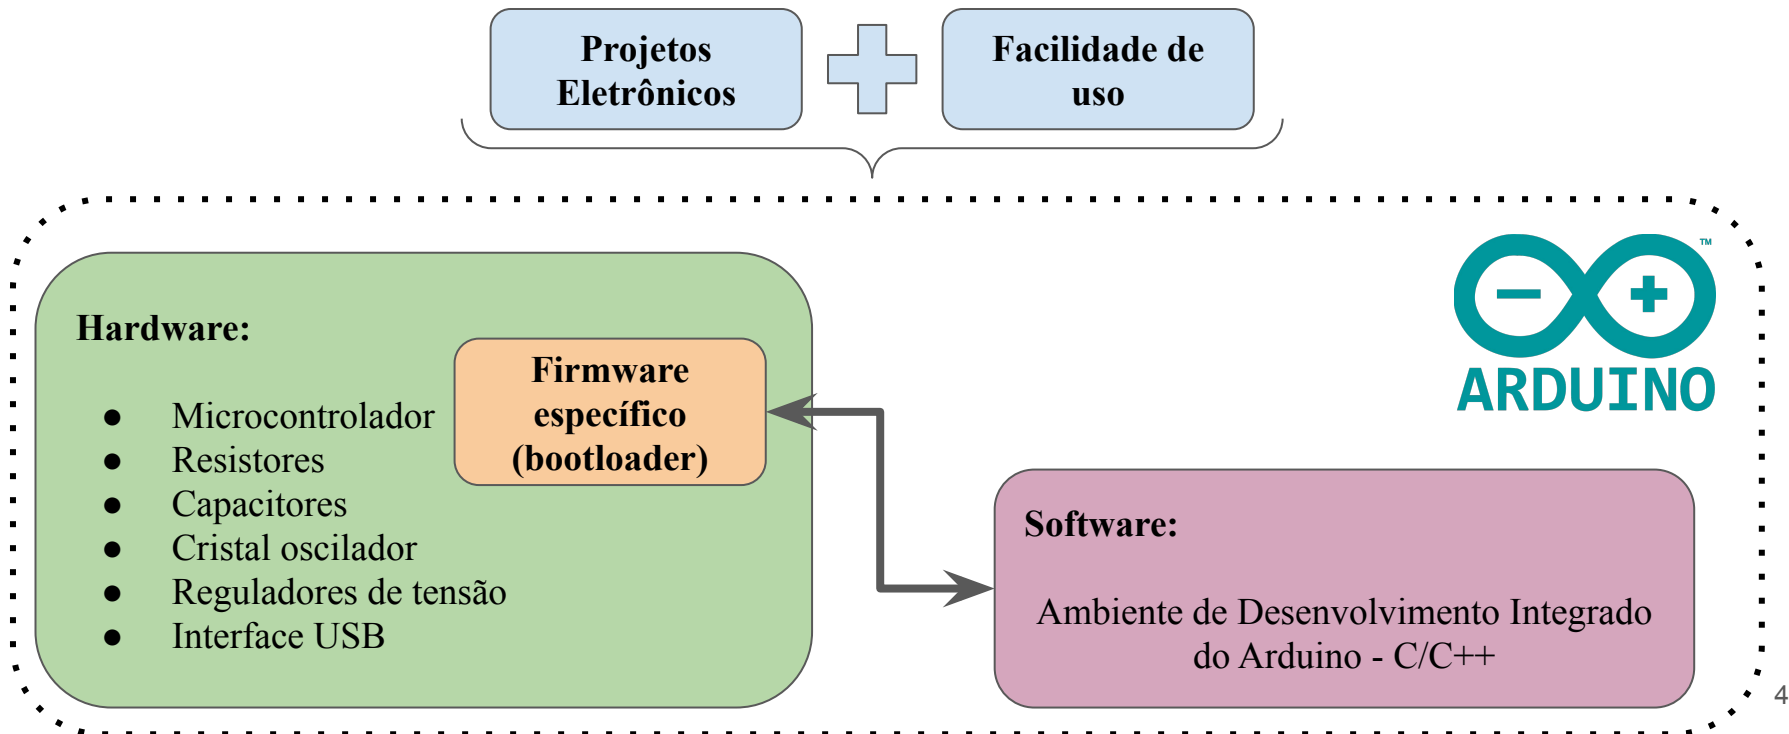 Projetos
Eletrônicos
Facilidade de
uso
Hardware:
● Microcontrolador
● Resistores
● Capacitores
● Cristal oscilador
● Reguladores de tensão
● Interface USB
Firmware
específico
(bootloader)
TM
ARDUINO
Software:
Ambiente de Desenvolvimento Integrado
do Arduino - C/C++
4